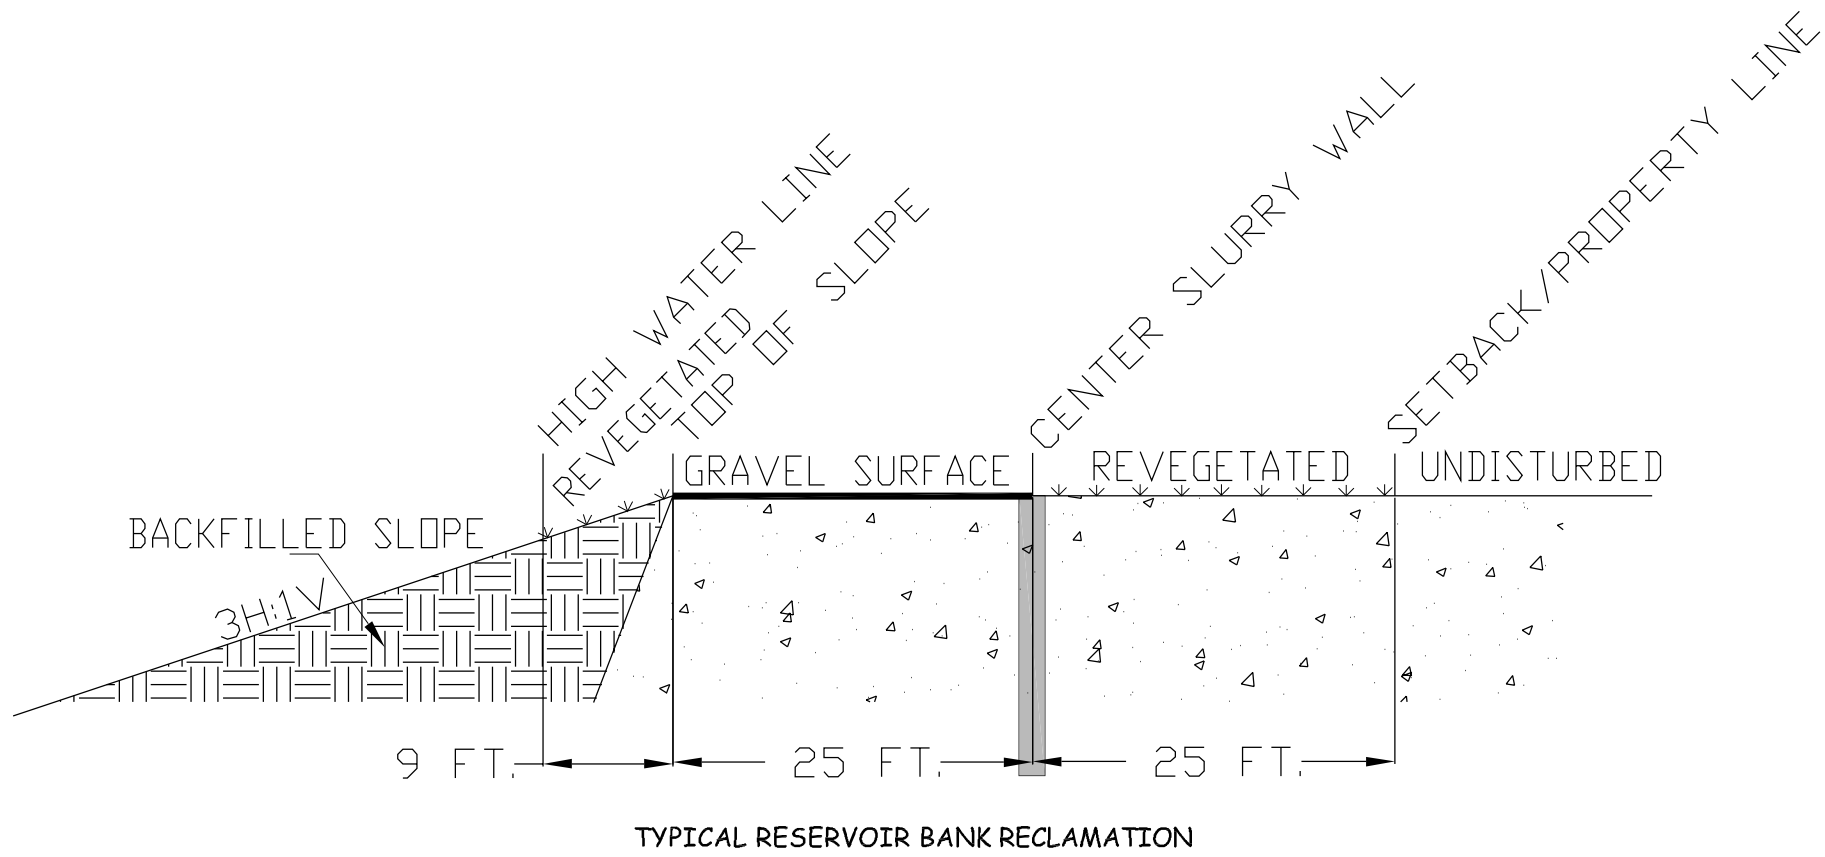 HIGH WATER LINE
REVEGETATED
TOP OF SLOPE
CENTER SLURRY WALL
SETBACK/PROPERTY LINE
GRAVEL SURFACE
REVEGETATED
UNDISTURBED
BACKFILLED SLOPE
3H:1V
9 FT.
25 FT.
25 FT.
TYPICAL RESERVOIR BANK RECLAMATION